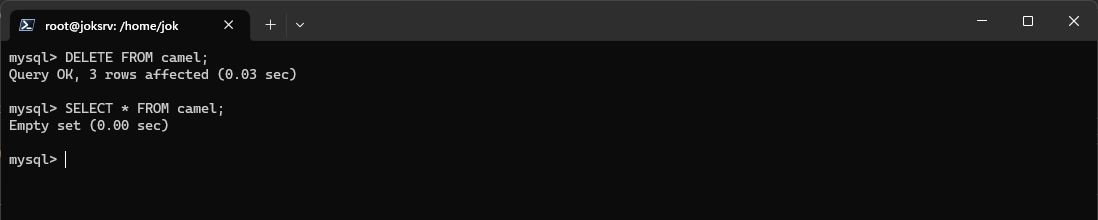 root@joksrv: /home/jok
mysql> DELETE FROM camel;
Query OK, 3 rows affected (0.03 sec)
mysql> SELECT * FROM camel;
Empty set (0.00 sec)
mysql>